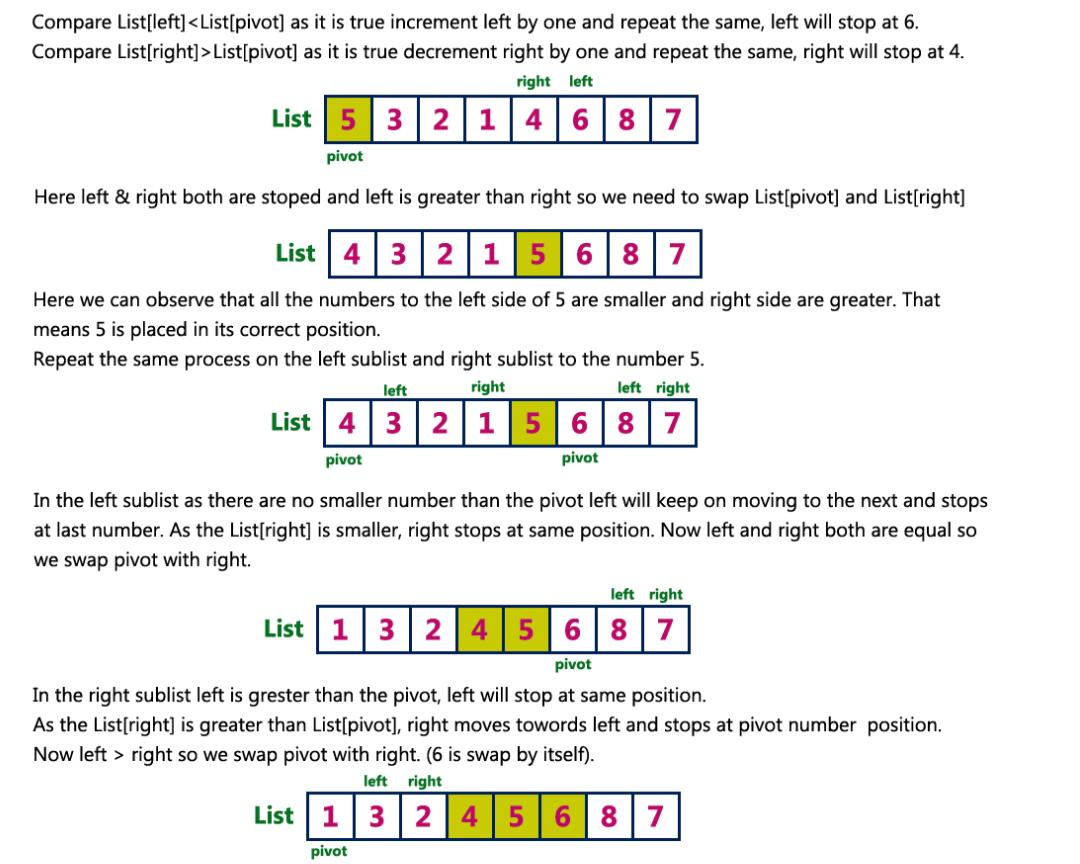 Compare List[left]<List[pivot] as it is true increment left by one and repeat the same, left will stop at 6.
Compare List[right]>List[pivot] as it is true decrement right by one and repeat the same, right will stop at 4.
right left
List 5 3 2 1 4 6 8 7
pivot
Here left & right both are stoped and left is greater than right so we need to swap List[pivot] and List[right]
List 4 3 2 1 5 6 8 7
Here we can observe that all the numbers to the left side of 5 are smaller and right side are greater. That
means 5 is placed in its correct position.
Repeat the same process on the left sublist and right sublist to the number 5.
left right left right
List 4 3 2 1 5 6 8 7
pivot pivot
In the left sublist as there are no smaller number than the pivot left will keep on moving to the next and stops
at last number. As the List[right] is smaller, right stops at same position. Now left and right both are equal so
we swap pivot with right.
left right
List 1 3 2 4 5 6 8 7
pivot
In the right sublist left is grester than the pivot, left will stop at same position.
As the List[right] is greater than List[pivot], right moves towords left and stops at pivot number position.
Now left > right so we swap pivot with right. (6 is swap by itself).
left right
List 1 3 2 4 5 6 8 7
pivot